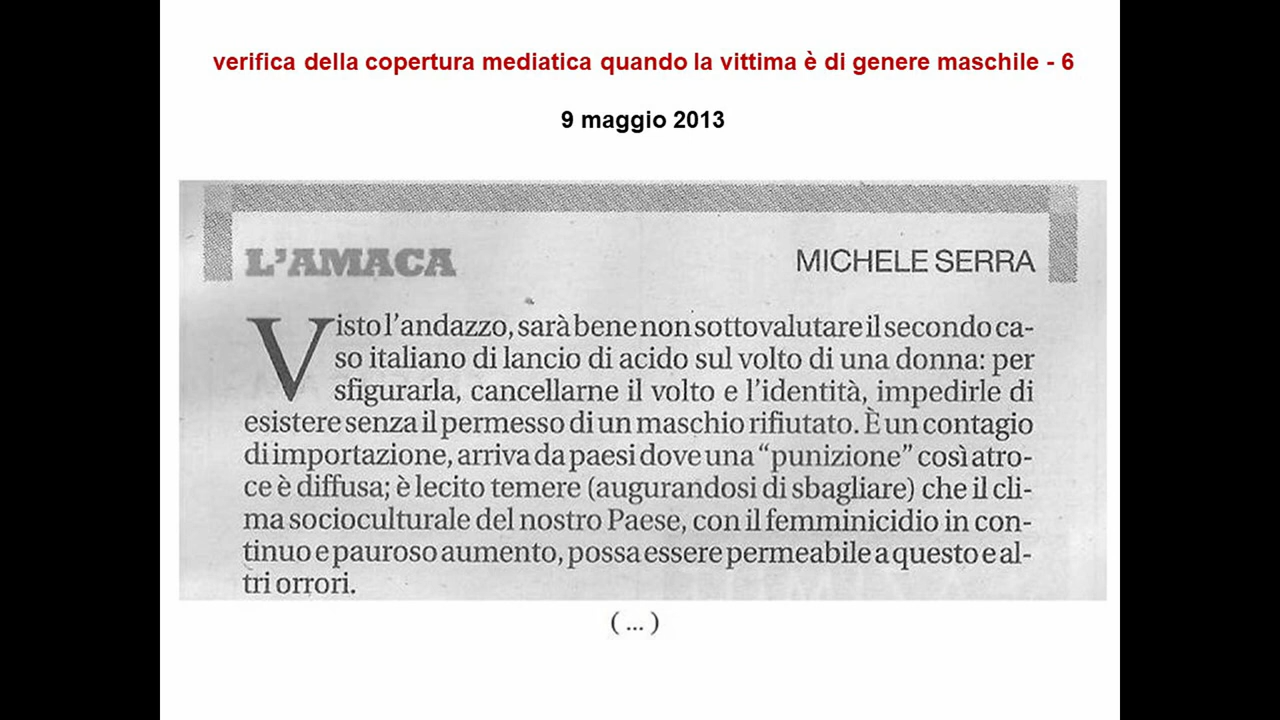 verifica della copertura mediatica quando la vittima è di genere maschile - 6
9 maggio 2013
L'AMACA
MICHELE SERRA
Visto l'andazzo, sarà bene non sottovalutare il secondo ca-
so italiano di lancio di acido sul volto di una donna: per
sfigurarla, cancellarne il volto e l'identità, impedirle di
esistere senza il permesso di un maschio rifiutato. È un contagio
di importazione, arriva da paesi dove una “punizione” così atro-
ce è diffusa; è lecito temere (augurandosi di sbagliare) che il cli-
ma socioculturale del nostro Paese, con il femminicidio in con-
tinuo e pauroso aumento, possa essere permeabile a questo e al-
tri orrori.
( ... )